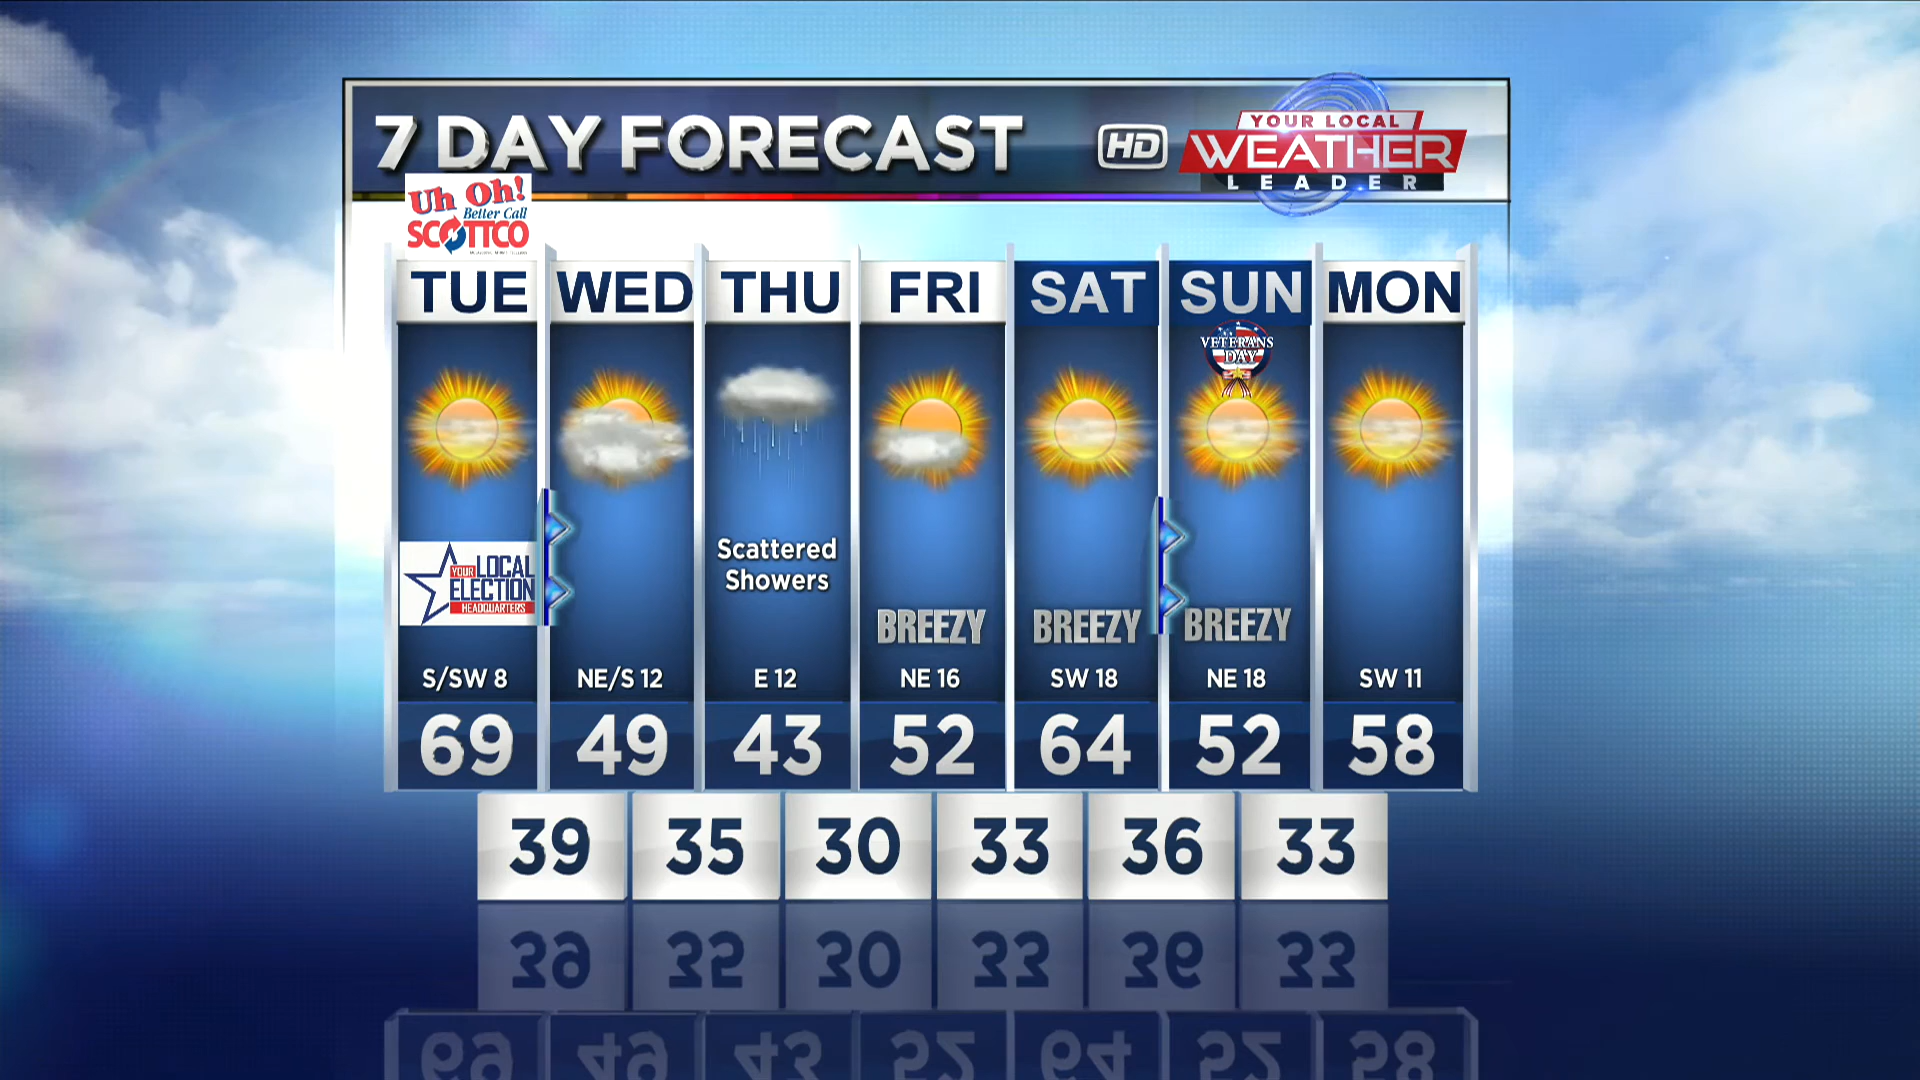 7 DAY FORECAST
HD
YOUR LOCAL
WEATHER
LEADER
Uh Oh!
Better Call
SCOTTCO
TUE WED THU FRI SAT SUN MON
VETERANS
DAY
YOUR LOCAL
ELECTION
HEADQUARTERS
Scattered
Showers
BREEZY BREEZY BREEZY
S/SW 8 NE/S 12 E 12 NE 16 SW 18 NE 18 SW 11
69 49 43 52 64 52 58
39 35 30 33 36 33